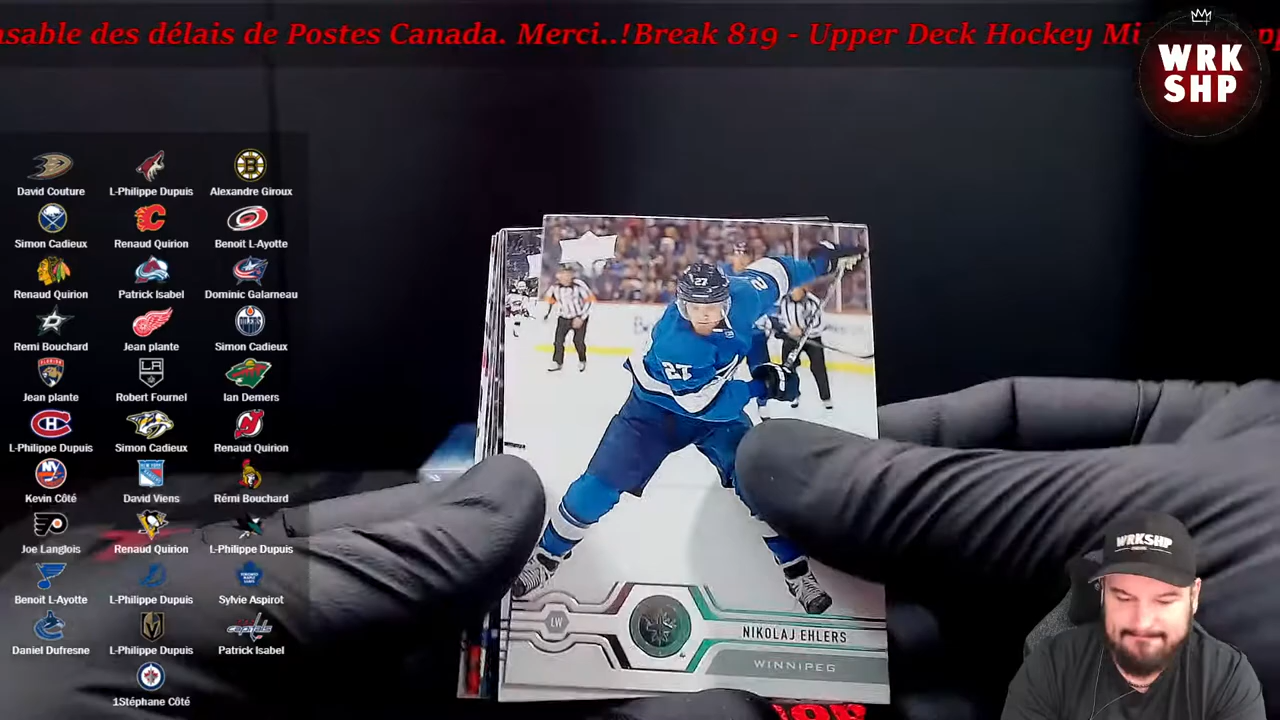 nsable des délais de Postes Canada. Merci..!Break 819 - Upper Deck Hockey Mi
WRK
SHP
David Couture
L-Philippe Dupuis
Alexandre Giroux
Simon Cadieux
Renaud Quirion
Benoit L-Ayotte
Renaud Quirion
Patrick Isabel
Dominic Galarneau
Remi Bouchard
Jean plante
Simon Cadieux
Jean plante
Robert Fournel
Ian Demers
L-Philippe Dupuis
Simon Cadieux
Renaud Quirion
Kevin Côté
David Viens
Rémi Bouchard
Joe Langlois
Renaud Quirion
L-Philippe Dupuis
Benoit L-Ayotte
L-Philippe Dupuis
Sylvie Aspirot
Daniel Dufresne
L-Philippe Dupuis
Patrick Isabel
1Stéphane Côté
27
27
LW
NIKOLAJ EHLERS
WINNIPEG
WRKSHP